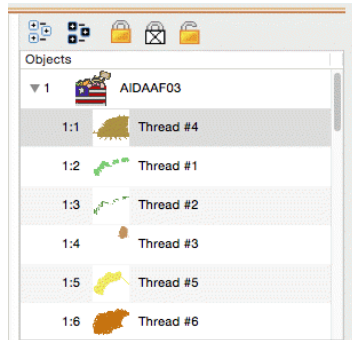 Objects
1 AIDAAF03
1:1 Thread #4
1:2 Thread #1
1:3 Thread #2
1:4 Thread #3
1:5 Thread #5
1:6 Thread #6